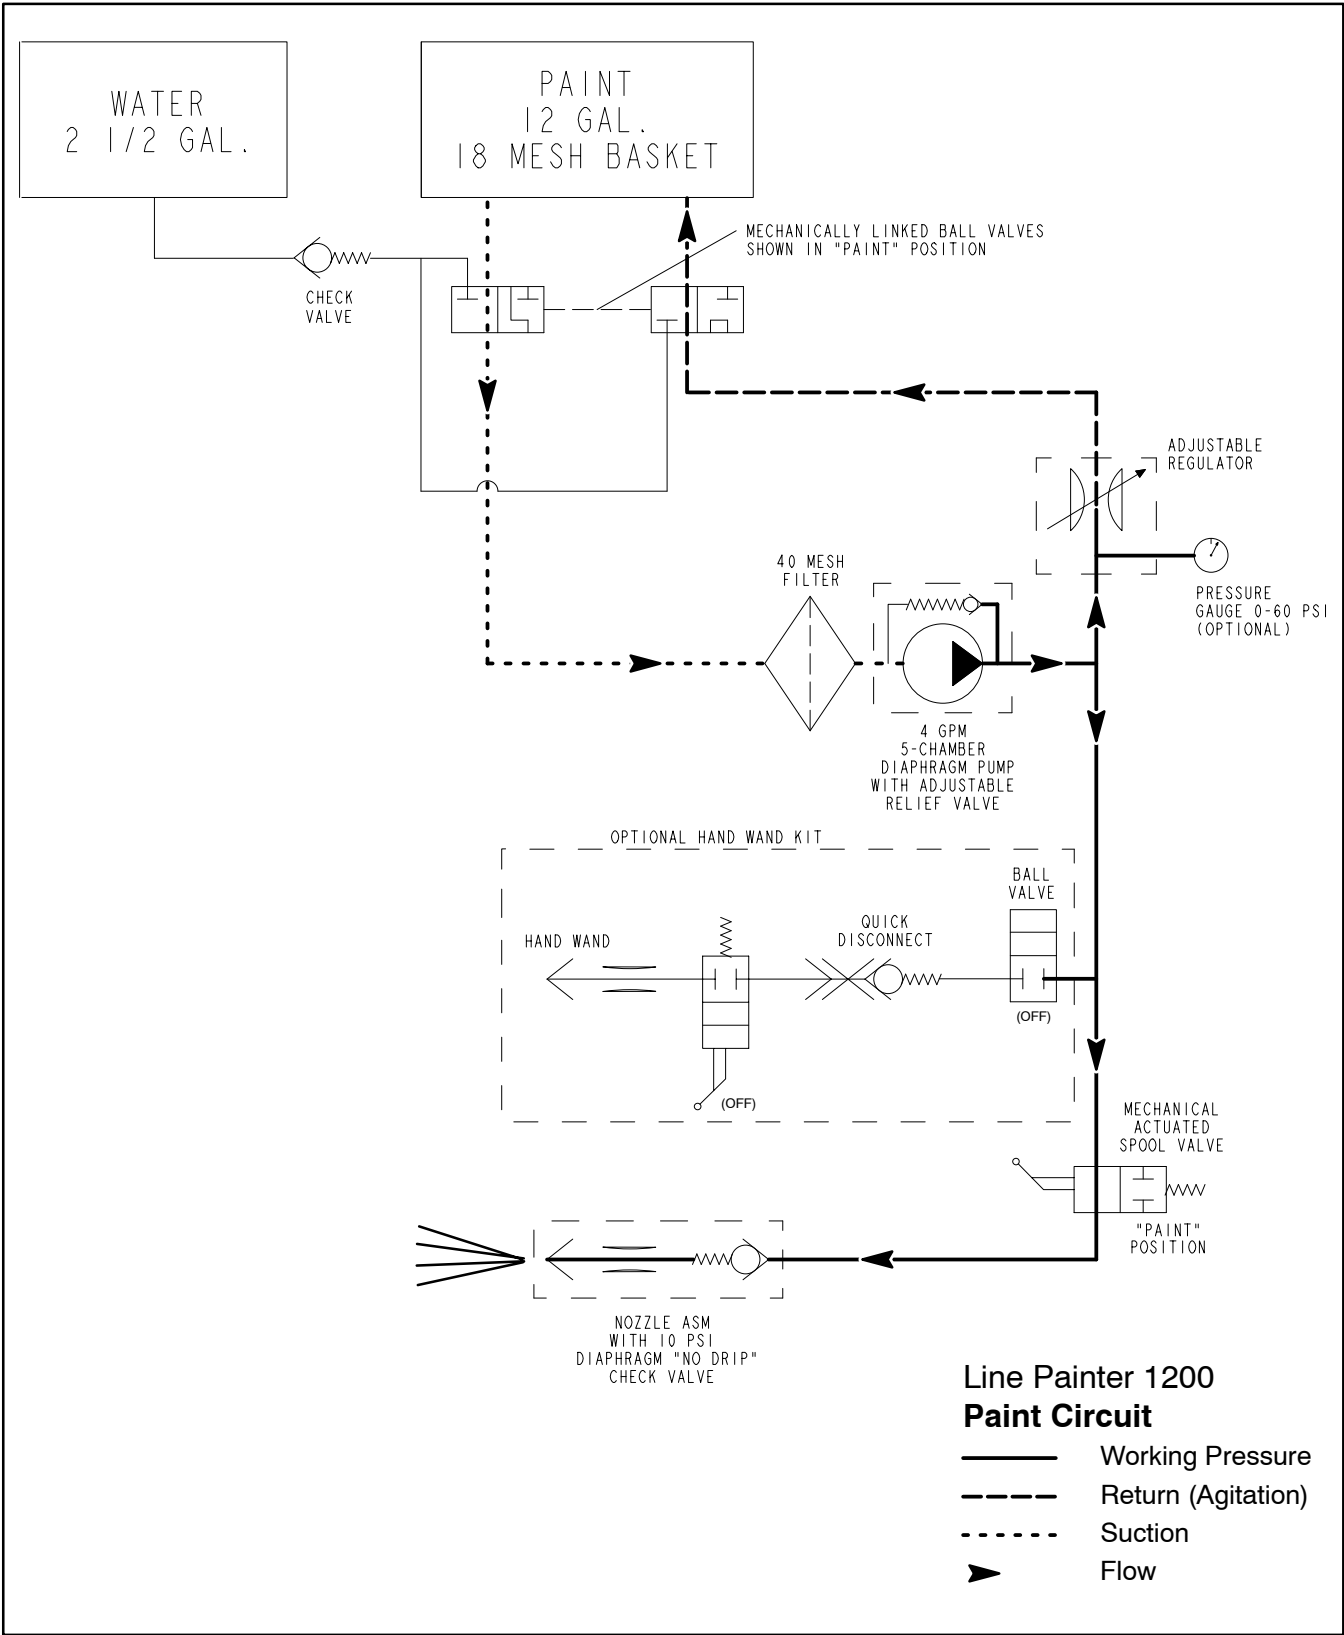 WATER
2 1/2 GAL.
PAINT
12 GAL.
18 MESH BASKET
MECHANICALLY LINKED BALL VALVES
SHOWN IN "PAINT" POSITION
CHECK
VALVE
ADJUSTABLE
REGULATOR
40 MESH
FILTER
PRESSURE
GAUGE 0-60 PSI
(OPTIONAL)
4 GPM
5-CHAMBER
DIAPHRAGM PUMP
WITH ADJUSTABLE
RELIEF VALVE
OPTIONAL HAND WAND KIT
BALL
VALVE
QUICK
DISCONNECT
HAND WAND
(OFF)
(OFF)
MECHANICAL
ACTUATED
SPOOL VALVE
"PAINT"
POSITION
NOZZLE ASM
WITH 10 PSI
DIAPHRAGM "NO DRIP"
CHECK VALVE
Line Painter 1200
Paint Circuit
Working Pressure
Return (Agitation)
Suction
Flow